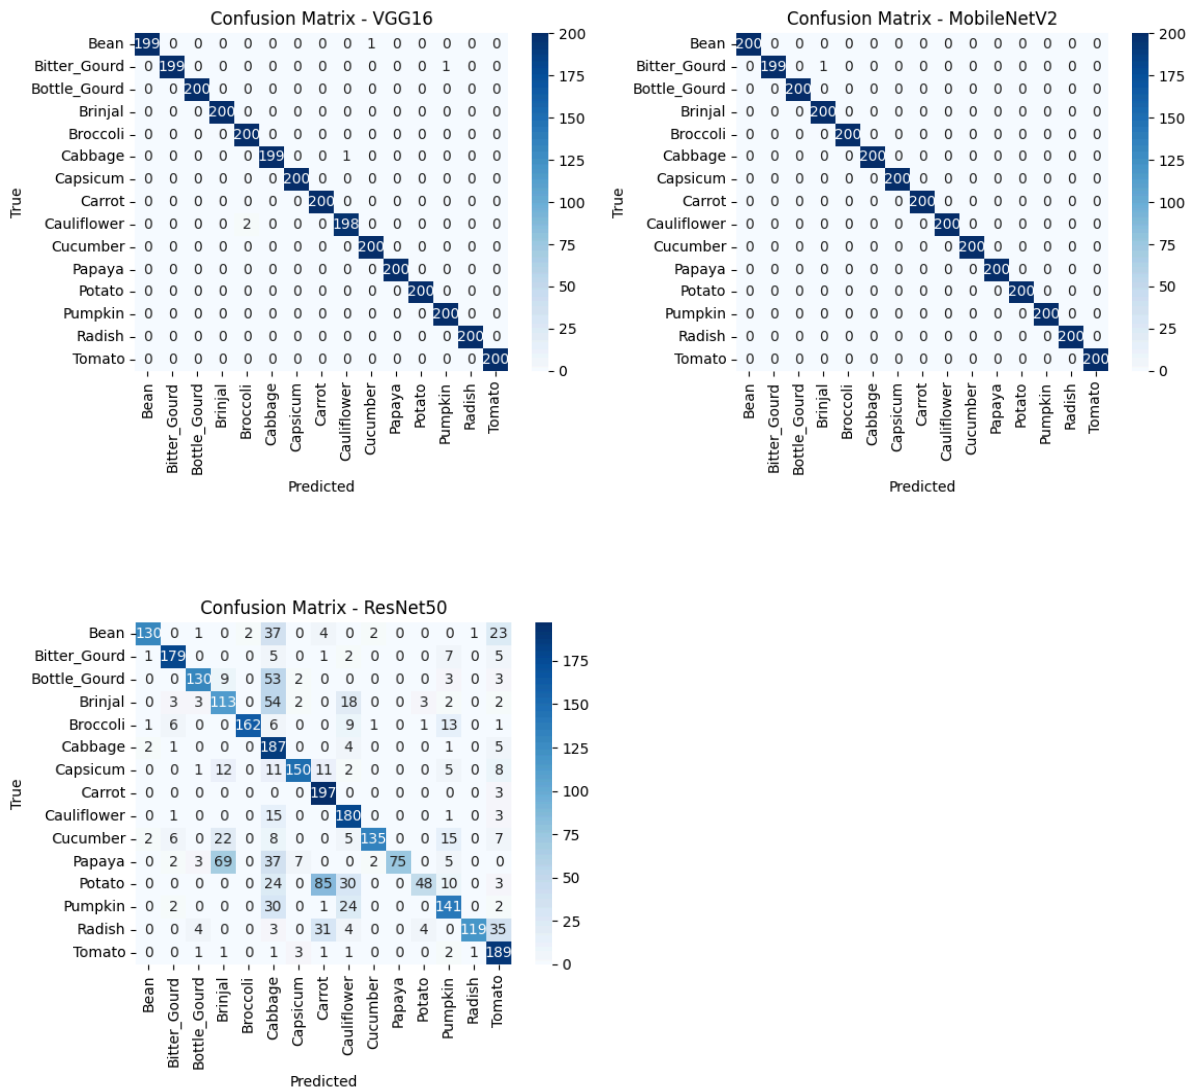 Confusion Matrix - VGG16
Bean 199 0 0 0 0 0 0 0 0 1 0 0 0 0 0
Bitter_Gourd 0 199 0 0 0 0 0 0 0 0 0 0 1 0 0
Bottle_Gourd 0 0 200 0 0 0 0 0 0 0 0 0 0 0 0
Brinjal 0 0 0 200 0 0 0 0 0 0 0 0 0 0 0
Broccoli 0 0 0 0 200 0 0 0 0 0 0 0 0 0 0
Cabbage 0 0 0 0 0 199 0 0 1 0 0 0 0 0 0
Capsicum 0 0 0 0 0 0 200 0 0 0 0 0 0 0 0
Carrot 0 0 0 0 0 0 0 200 0 0 0 0 0 0 0
Cauliflower 0 0 0 0 2 0 0 0 198 0 0 0 0 0 0
Cucumber 0 0 0 0 0 0 0 0 0 200 0 0 0 0 0
Papaya 0 0 0 0 0 0 0 0 0 0 200 0 0 0 0
Potato 0 0 0 0 0 0 0 0 0 0 0 200 0 0 0
Pumpkin 0 0 0 0 0 0 0 0 0 0 0 0 200 0 0
Radish 0 0 0 0 0 0 0 0 0 0 0 0 0 200 0
Tomato 0 0 0 0 0 0 0 0 0 0 0 0 0 0 200
Bean Bitter_Gourd Bottle_Gourd Brinjal Broccoli Cabbage Capsicum Carrot Cauliflower Cucumber Papaya Potato Pumpkin Radish Tomato
Predicted
True
200
175
150
125
100
75
50
25
0
Confusion Matrix - MobileNetV2
Bean 200 0 0 0 0 0 0 0 0 0 0 0 0 0 0
Bitter_Gourd 0 199 0 1 0 0 0 0 0 0 0 0 0 0 0
Bottle_Gourd 0 0 200 0 0 0 0 0 0 0 0 0 0 0 0
Brinjal 0 0 0 200 0 0 0 0 0 0 0 0 0 0 0
Broccoli 0 0 0 0 200 0 0 0 0 0 0 0 0 0 0
Cabbage 0 0 0 0 0 200 0 0 0 0 0 0 0 0 0
Capsicum 0 0 0 0 0 0 200 0 0 0 0 0 0 0 0
Carrot 0 0 0 0 0 0 0 200 0 0 0 0 0 0 0
Cauliflower 0 0 0 0 0 0 0 0 200 0 0 0 0 0 0
Cucumber 0 0 0 0 0 0 0 0 0 200 0 0 0 0 0
Papaya 0 0 0 0 0 0 0 0 0 0 200 0 0 0 0
Potato 0 0 0 0 0 0 0 0 0 0 0 200 0 0 0
Pumpkin 0 0 0 0 0 0 0 0 0 0 0 0 200 0 0
Radish 0 0 0 0 0 0 0 0 0 0 0 0 0 200 0
Tomato 0 0 0 0 0 0 0 0 0 0 0 0 0 0 200
Bean Bitter_Gourd Bottle_Gourd Brinjal Broccoli Cabbage Capsicum Carrot Cauliflower Cucumber Papaya Potato Pumpkin Radish Tomato
Predicted
True
200
175
150
125
100
75
50
25
0
Confusion Matrix - ResNet50
Bean 130 0 1 0 2 37 0 4 0 2 0 0 0 1 23
Bitter_Gourd 1 179 0 0 0 5 0 1 2 0 0 0 7 0 5
Bottle_Gourd 0 0 130 9 0 53 2 0 0 0 0 0 3 0 3
Brinjal 0 3 3 113 0 54 2 0 18 0 0 3 2 0 2
Broccoli 1 6 0 0 162 6 0 0 9 1 0 1 13 0 1
Cabbage 2 1 0 0 0 187 0 0 4 0 0 0 1 0 5
Capsicum 0 0 1 12 0 11 150 11 2 0 0 0 5 0 8
Carrot 0 0 0 0 0 0 0 197 0 0 0 0 0 0 3
Cauliflower 0 1 0 0 0 15 0 0 180 0 0 0 1 0 3
Cucumber 2 6 0 22 0 8 0 0 5 135 0 0 15 0 7
Papaya 0 2 3 69 0 37 7 0 0 2 75 0 5 0 0
Potato 0 0 0 0 0 24 0 85 30 0 0 48 10 0 3
Pumpkin 0 2 0 0 0 30 0 1 24 0 0 0 141 0 2
Radish 0 0 4 0 0 3 0 31 4 0 0 4 0 119 35
Tomato 0 0 1 1 0 1 3 1 1 0 0 0 2 1 189
Bean Bitter_Gourd Bottle_Gourd Brinjal Broccoli Cabbage Capsicum Carrot Cauliflower Cucumber Papaya Potato Pumpkin Radish Tomato
Predicted
True
175
150
125
100
75
50
25
0